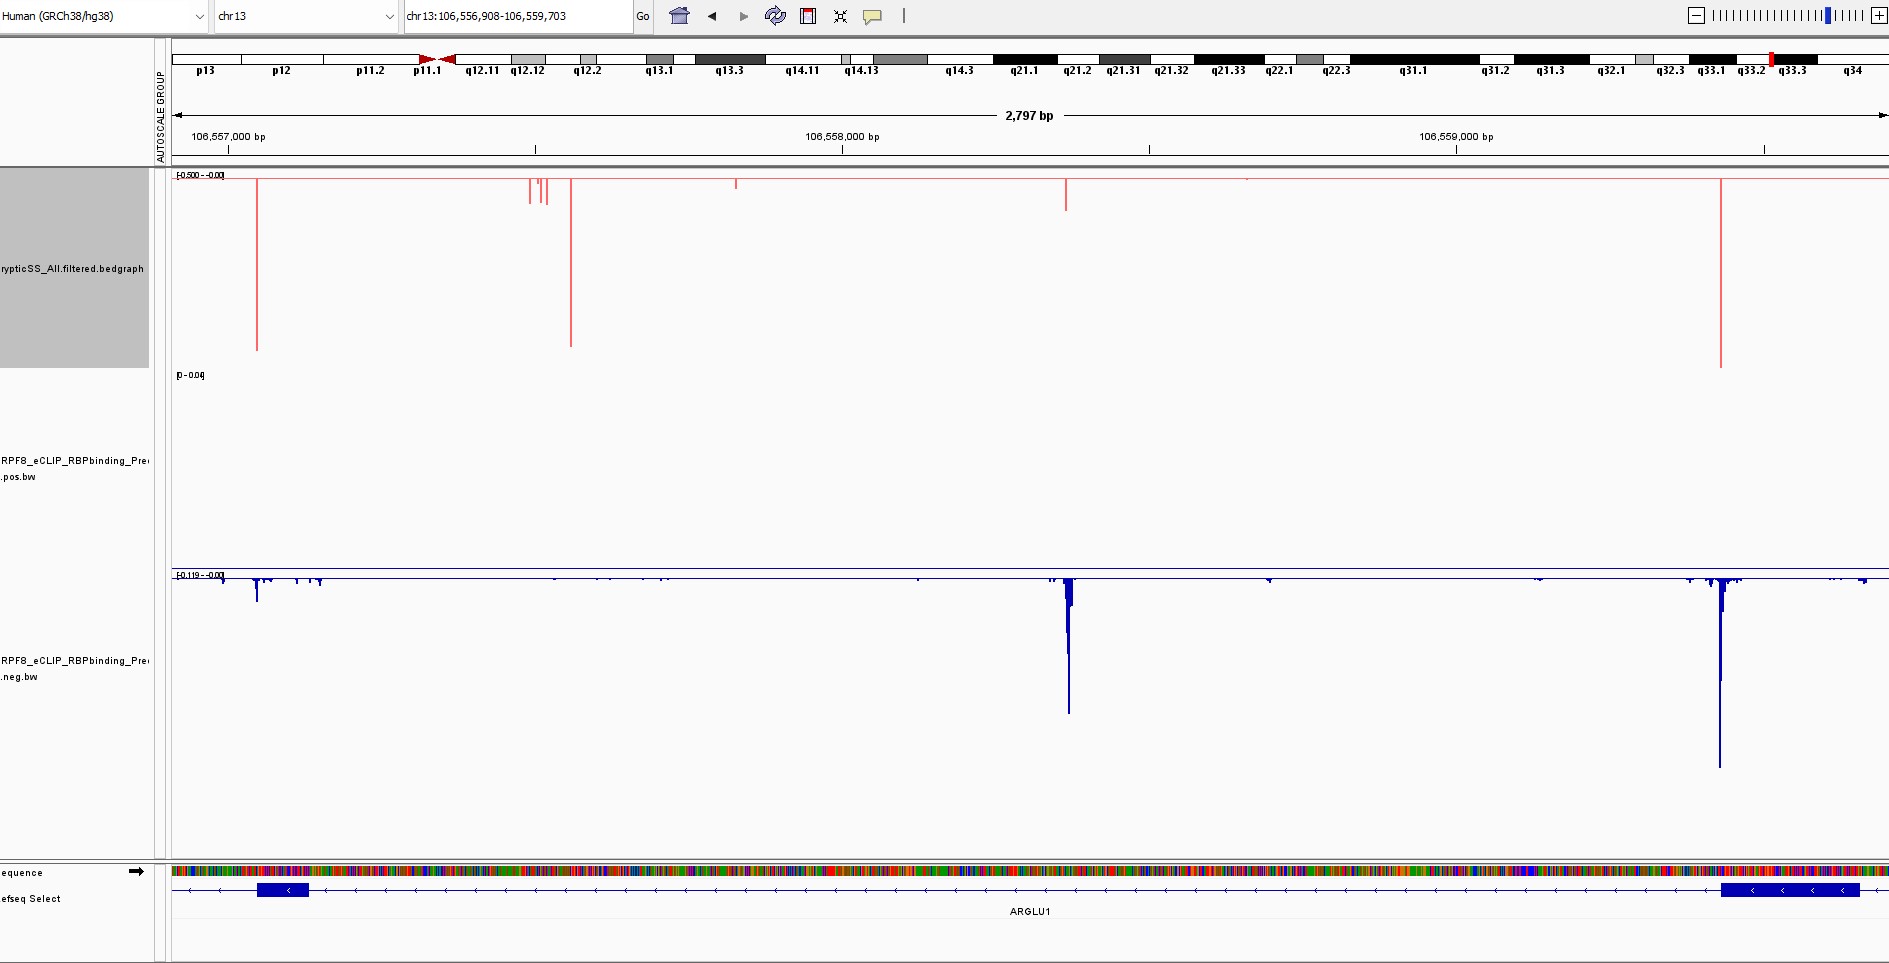 Human (GRCh38/hg38) chr13 chr13:106,556,908-106,559,703 Go
p13 p12 p11.2 p11.1 q12.11 q12.12 q12.2 q13.1 q13.3 q14.11 q14.13 q14.3 q21.1 q21.2 q21.31 q21.32 q21.33 q22.1 q22.3 q31.1 q31.2 q31.3 q32.1 q32.3 q33.1 q33.2 q33.3 q34
AUTOSCALE GROUP
2,797 bp
106,557,000 bp 106,558,000 bp 106,559,000 bp
[-0.500 - -0.00]
rypticSS_All.filtered.bedgraph
[0 - 0.04]
RPF8_eCLIP_RBPbinding_Pre
.pos.bw
[-0.119 - -0.00]
RPF8_eCLIP_RBPbinding_Pre
.neg.bw
equence
efseq Select
ARGLU1